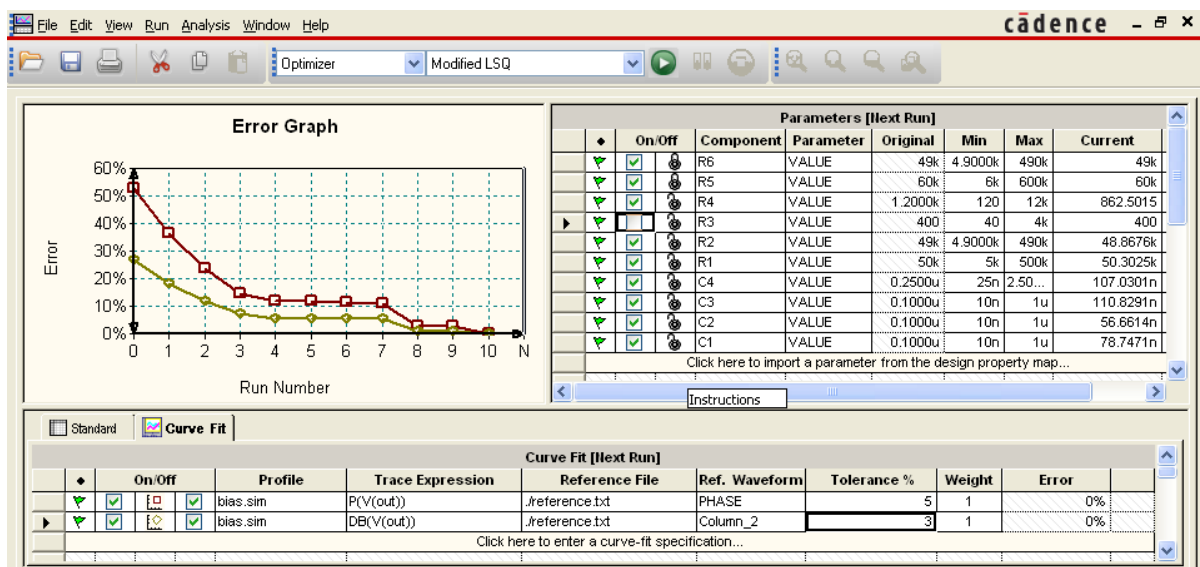 File Edit View Run Analysis Window Help cādence
Optimizer Modified LSQ
Error Graph
60%
50%
40%
30%
20%
10%
0%
Error
0 1 2 3 4 5 6 7 8 9 10 N
Run Number
Parameters [Next Run]
On/Off Component Parameter Original Min Max Current
R6 VALUE 49k 4.9000k 490k 49k
R5 VALUE 60k 6k 600k 60k
R4 VALUE 1.2000k 120 12k 862.5015
R3 VALUE 400 40 4k 400
R2 VALUE 49k 4.9000k 490k 48.8676k
R1 VALUE 50k 5k 500k 50.3025k
C4 VALUE 0.2500u 25n 2.50... 107.0301n
C3 VALUE 0.1000u 10n 1u 110.8291n
C2 VALUE 0.1000u 10n 1u 56.6614n
C1 VALUE 0.1000u 10n 1u 78.7471n
Click here to import a parameter from the design property map...
Instructions
Standard Curve Fit
Curve Fit [Next Run]
On/Off Profile Trace Expression Reference File Ref. Waveform Tolerance % Weight Error
bias.sim P(V(out)) ./reference.txt PHASE 5 1 0%
bias.sim DB(V(out)) ./reference.txt Column_2 3 1 0%
Click here to enter a curve-fit specification...